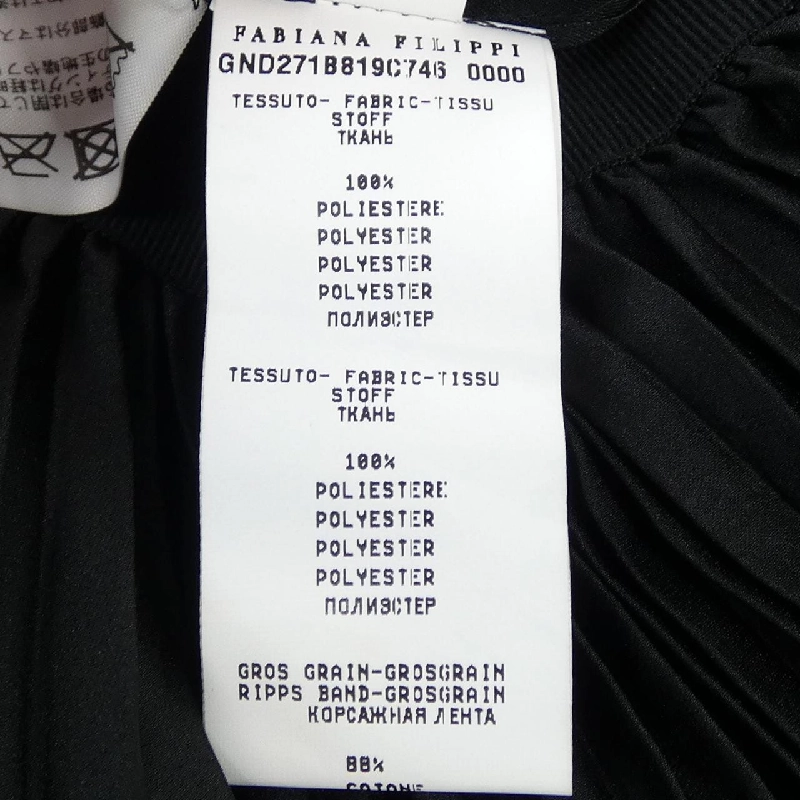 FABIANA FILIPPI
GND271B819C746 0000
TESSUTO- FABRIC-TISSU
STOFF
ТКАНЬ
100%
POLIESTERE
POLYESTER
POLYESTER
POLYESTER
ПОЛИЭСТЕР
TESSUTO- FABRIC-TISSU
STOFF
ТКАНЬ
100%
POLIESTERE
POLYESTER
POLYESTER
POLYESTER
ПОЛИЭСТЕР
GROS GRAIN-GROSGRAIN
RIPPS BAND-GROSGRAIN
КОРСАЖНАЯ ЛЕНТА
88%